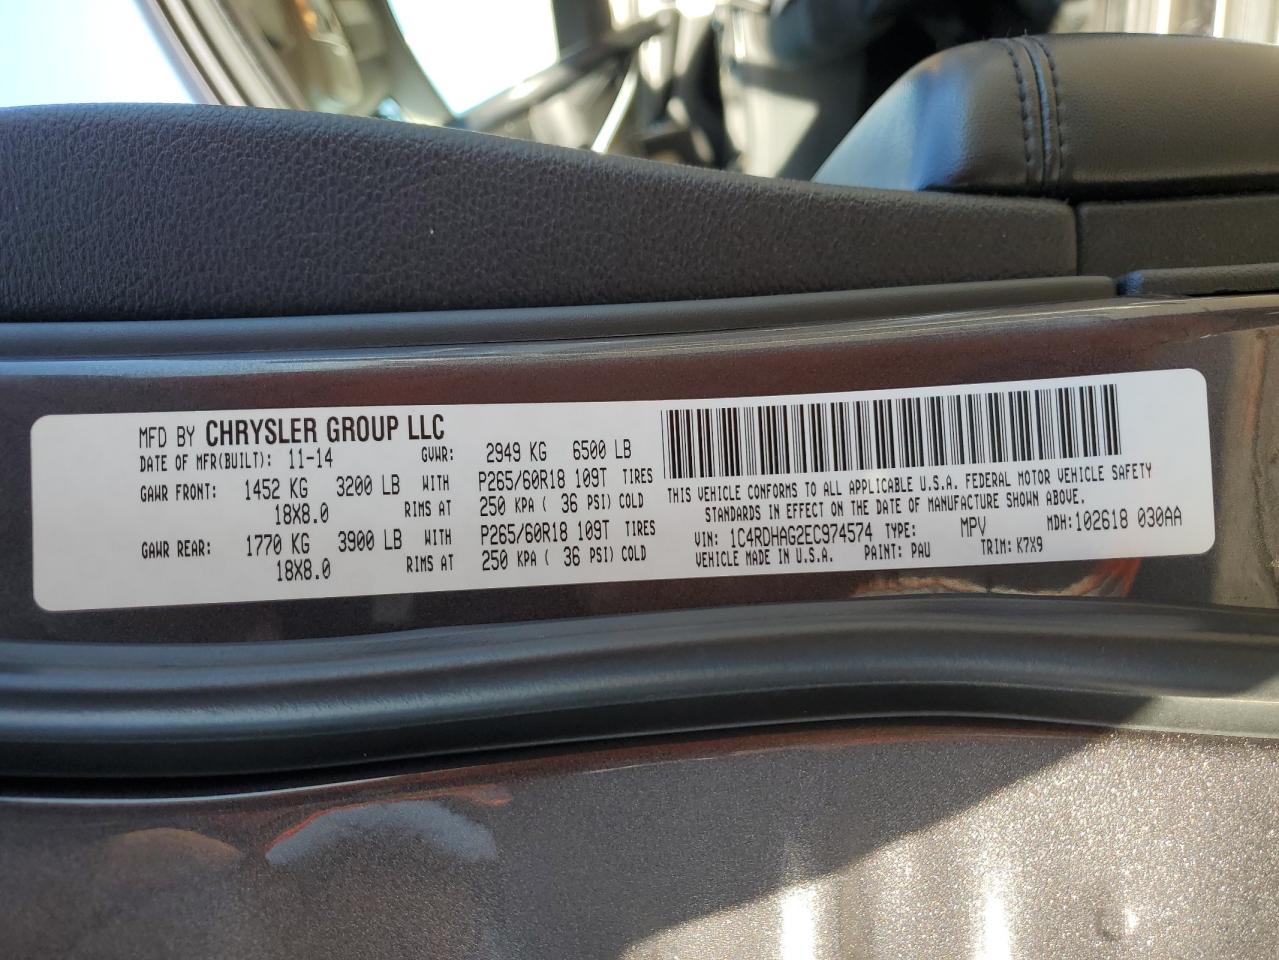 MFD BY CHRYSLER GROUP LLC
DATE OF MFR(BUILT): 11-14 GVWR: 2949 KG 6500 LB
GAWR FRONT: 1452 KG 3200 LB WITH P265/60R18 109T TIRES
18X8.0 RIMS AT 250 KPA ( 36 PSI) COLD
GAWR REAR: 1770 KG 3900 LB WITH P265/60R18 109T TIRES
18X8.0 RIMS AT 250 KPA ( 36 PSI) COLD
THIS VEHICLE CONFORMS TO ALL APPLICABLE U.S.A. FEDERAL MOTOR VEHICLE SAFETY
STANDARDS IN EFFECT ON THE DATE OF MANUFACTURE SHOWN ABOVE.
VIN: 1C4RDHAG2EC974574 TYPE: MPV MDH:102618 030AA
VEHICLE MADE IN U.S.A. PAINT: PAU TRIM: K7X9